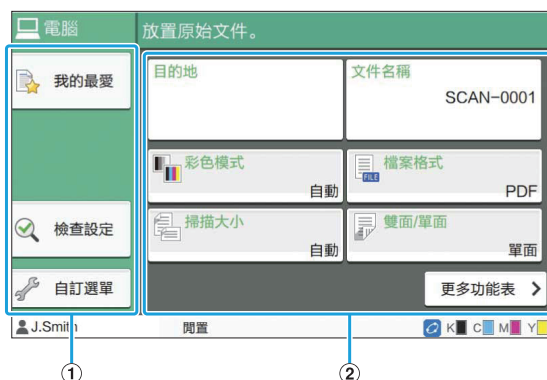 電腦
放置原始文件。
我的最愛
檢查設定
自訂選單
目的地
文件名稱
SCAN-0001
彩色模式
自動
檔案格式
FILE
PDF
掃描大小
自動
雙面/單面
單面
更多功能表
J.Smith
閒置
K C M Y
① ②